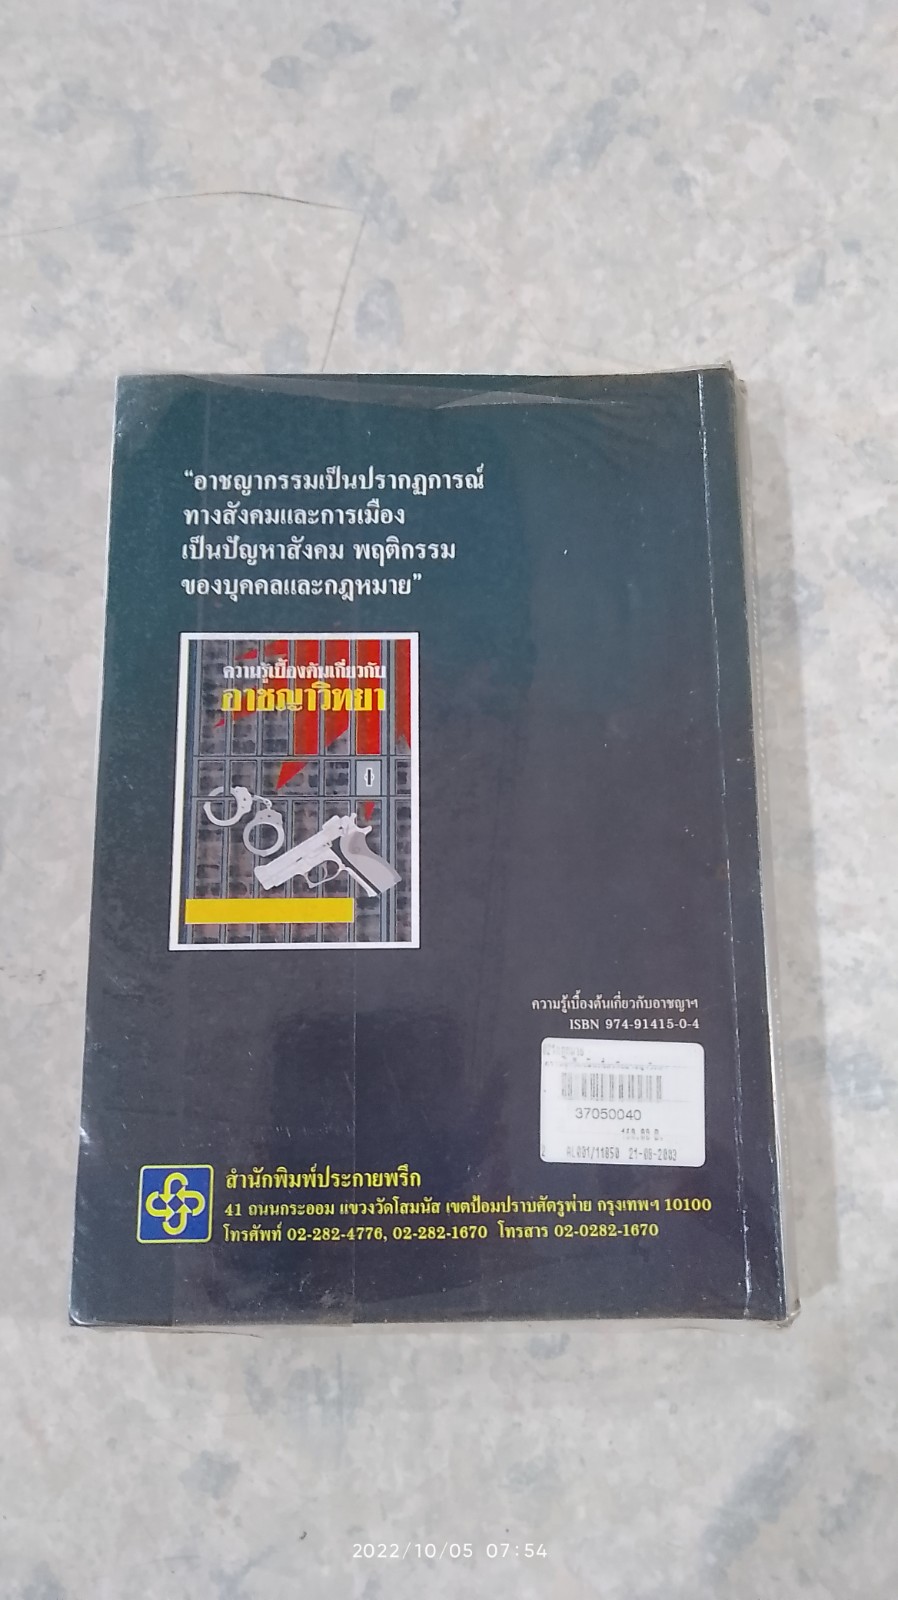 “อาชญากรรมเป็นปรากฏการณ์
ทางสังคมและการเมือง
เป็นปัญหาสังคม พฤติกรรม
ของบุคคลและกฎหมาย”
ความรู้เบื้องต้นเกี่ยวกับ
อาชญาวิทยา
ความรู้เบื้องต้นเกี่ยวกับอาชญาฯ
ISBN 974-91415-0-4
37050040
AL001/11050 21-08-2003
สำนักพิมพ์ประกายพรึก
41 ถนนกระออม แขวงวัดโสมนัส เขตป้อมปราบศัตรูพ่าย กรุงเทพฯ 10100
โทรศัพท์ 02-282-4776, 02-282-1670 โทรสาร 02-0282-1670
2022/10/05 07:54